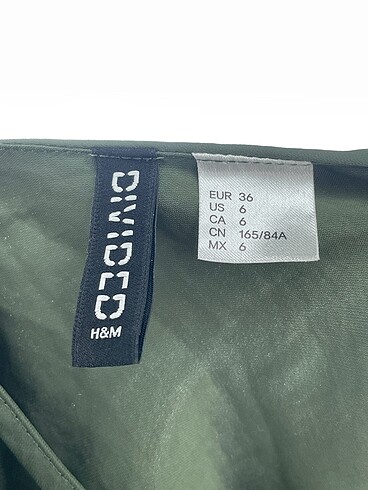 DIVIDED
H&M
EUR 36
US 6
CA 6
CN 165/84A
MX 6